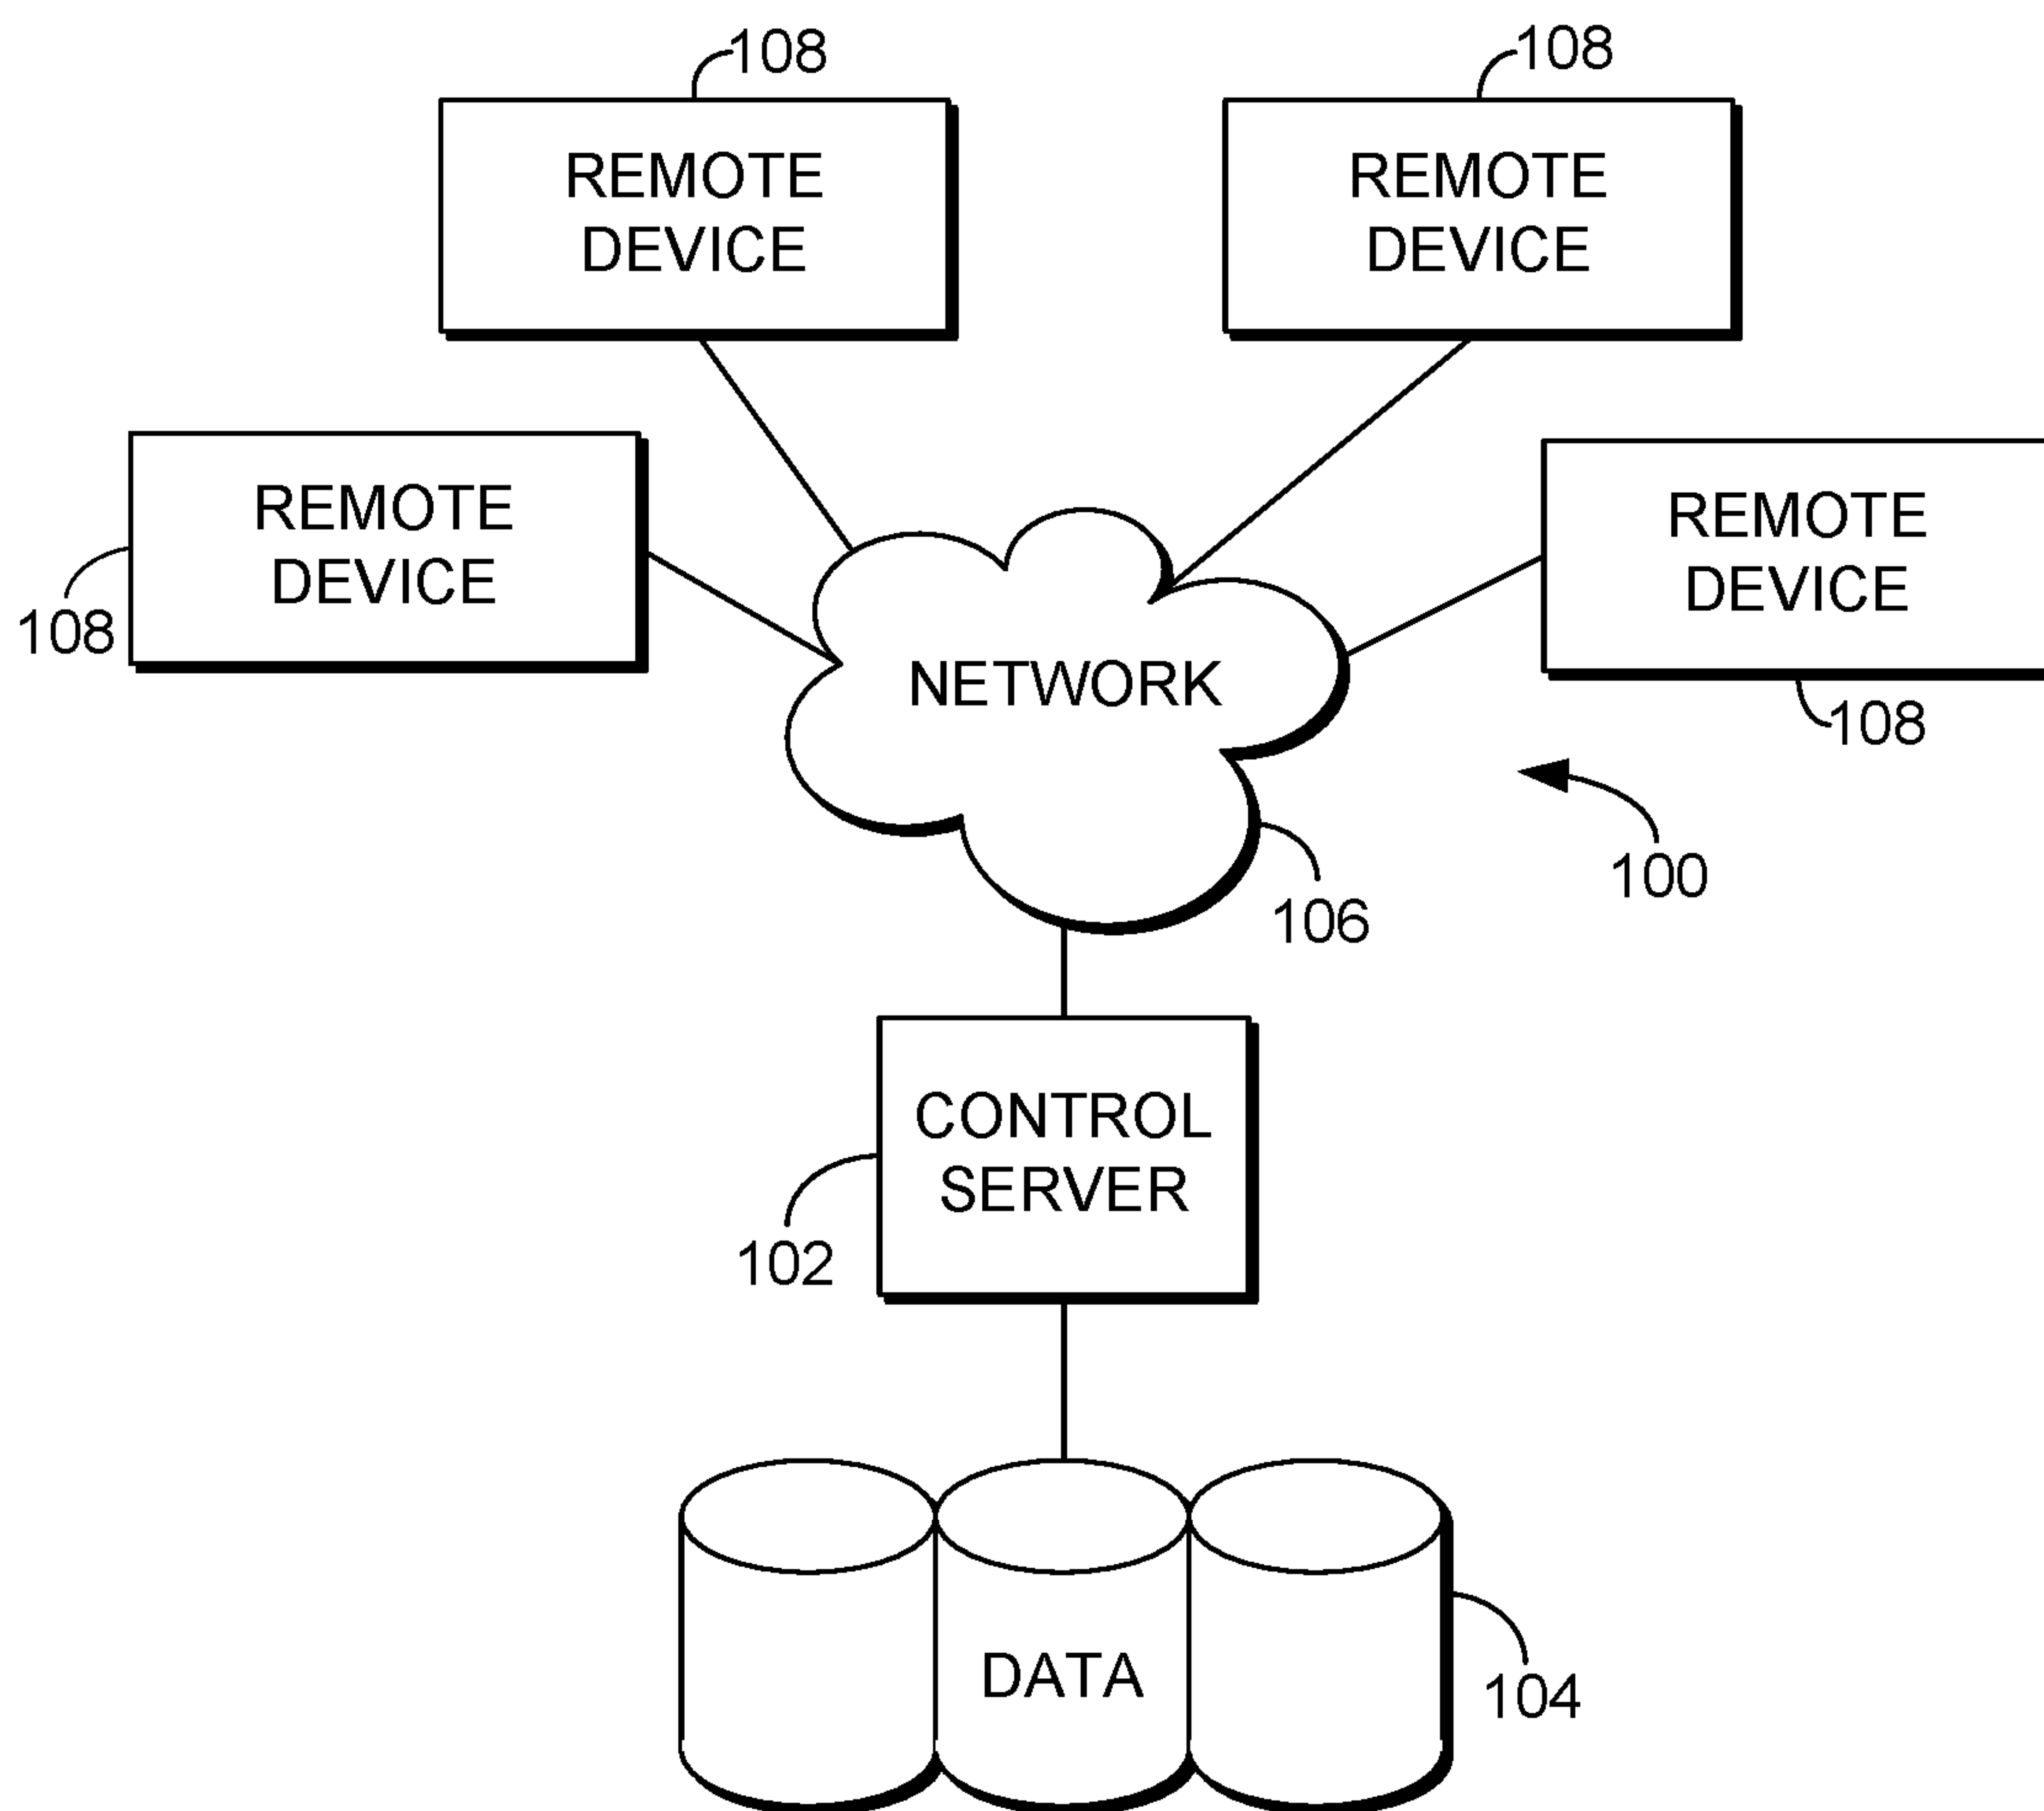 108
108
REMOTE
DEVICE
REMOTE
DEVICE
REMOTE
DEVICE
108
REMOTE
DEVICE
108
NETWORK
100
106
CONTROL
SERVER
102
DATA
104